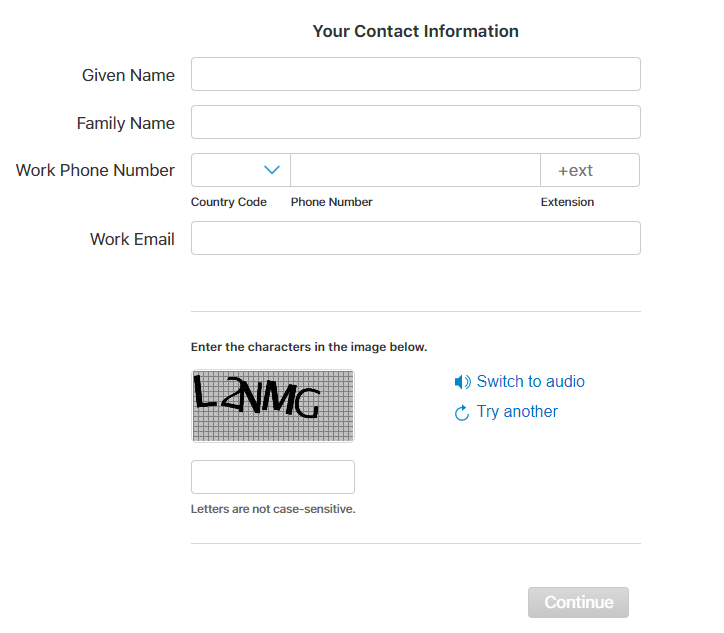 Your Contact Information
Given Name
Family Name
Work Phone Number
+ext
Country Code Phone Number Extension
Work Email
Enter the characters in the image below.
Switch to audio
Try another
Letters are not case-sensitive.
Continue